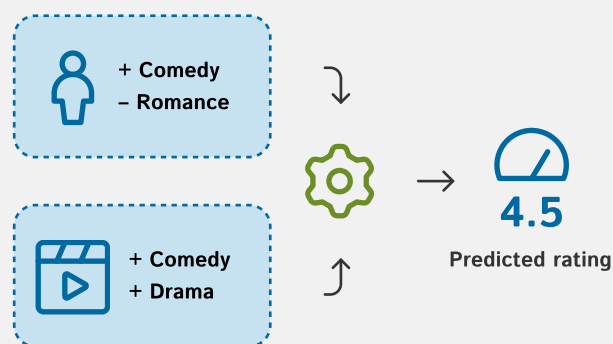 + Comedy
– Romance
+ Comedy
+ Drama
4.5
Predicted rating